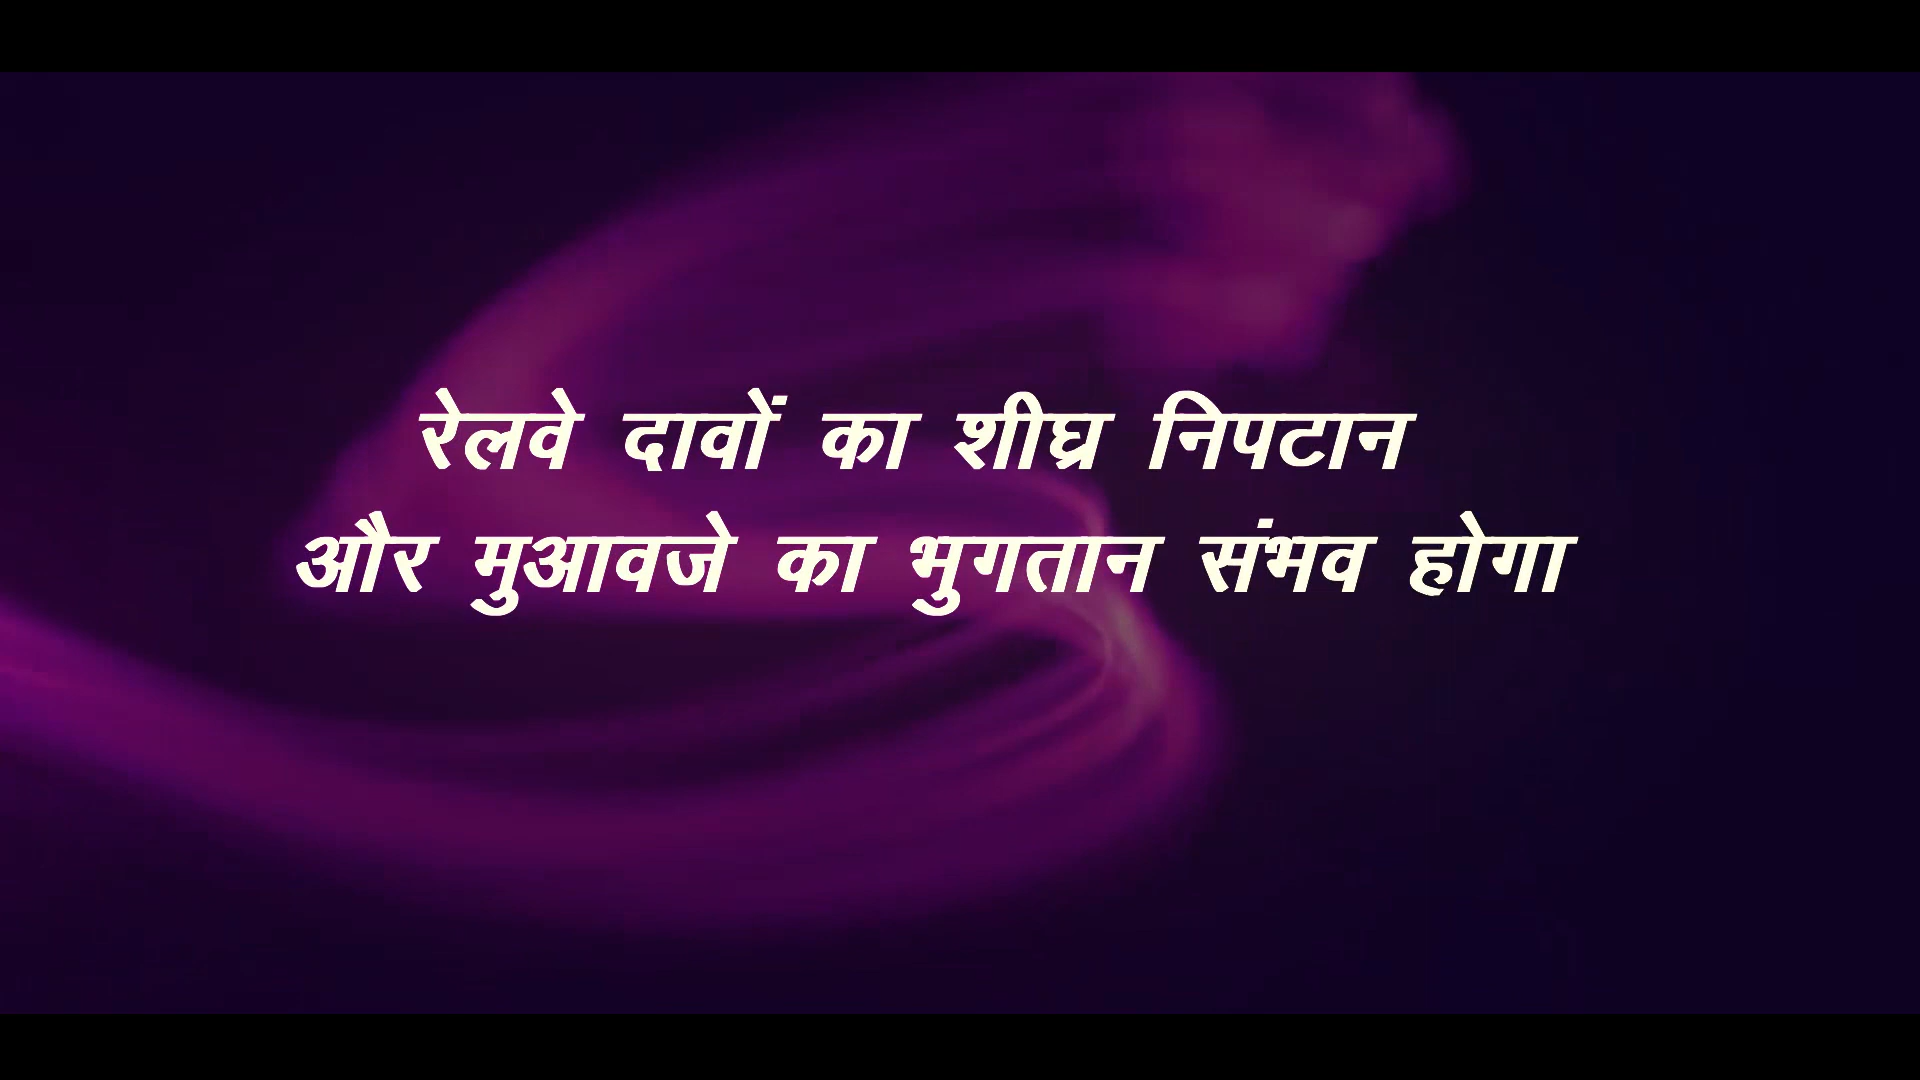 रेलवे दावों का शीघ्र निपटान
और मुआवजे का भुगतान संभव होगा